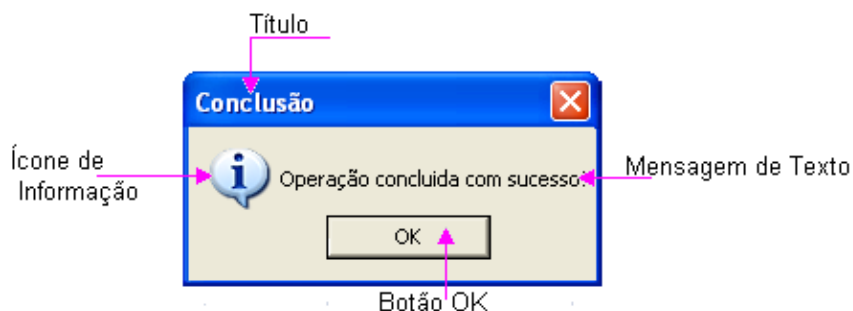 Título
Conclusão
Ícone de
Informação
Operação concluida com sucesso!
Mensagem de Texto
OK
Botão OK